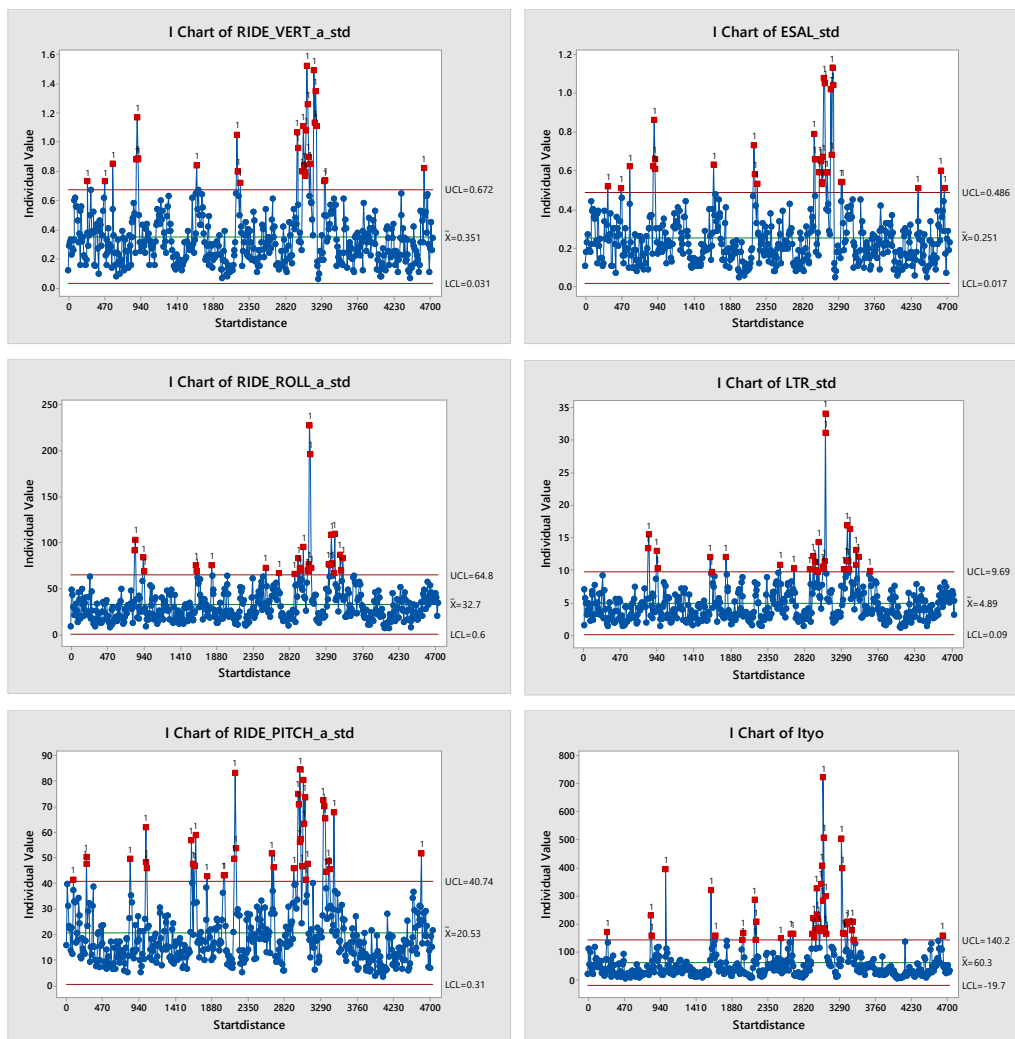 I Chart of RIDE_VERT_a_std
1.6
1.4
1.2
1.0
0.8
0.6
0.4
0.2
0.0
Individual Value
UCL=0.672
X̄=0.351
LCL=0.031
0 470 940 1410 1880 2350 2820 3290 3760 4230 4700
Startdistance
I Chart of ESAL_std
1.2
1.0
0.8
0.6
0.4
0.2
0.0
Individual Value
UCL=0.486
X̄=0.251
LCL=0.017
0 470 940 1410 1880 2350 2820 3290 3760 4230 4700
Startdistance
I Chart of RIDE_ROLL_a_std
250
200
150
100
50
0
Individual Value
UCL=64.8
X̄=32.7
LCL=0.6
0 470 940 1410 1880 2350 2820 3290 3760 4230 4700
Startdistance
I Chart of LTR_std
35
30
25
20
15
10
5
0
Individual Value
UCL=9.69
X̄=4.89
LCL=0.09
0 470 940 1410 1880 2350 2820 3290 3760 4230 4700
Startdistance
I Chart of RIDE_PITCH_a_std
90
80
70
60
50
40
30
20
10
0
Individual Value
UCL=40.74
X̄=20.53
LCL=0.31
0 470 940 1410 1880 2350 2820 3290 3760 4230 4700
Startdistance
I Chart of Ityo
800
700
600
500
400
300
200
100
0
Individual Value
UCL=140.2
X̄=60.3
LCL=-19.7
0 470 940 1410 1880 2350 2820 3290 3760 4230 4700
Startdistance